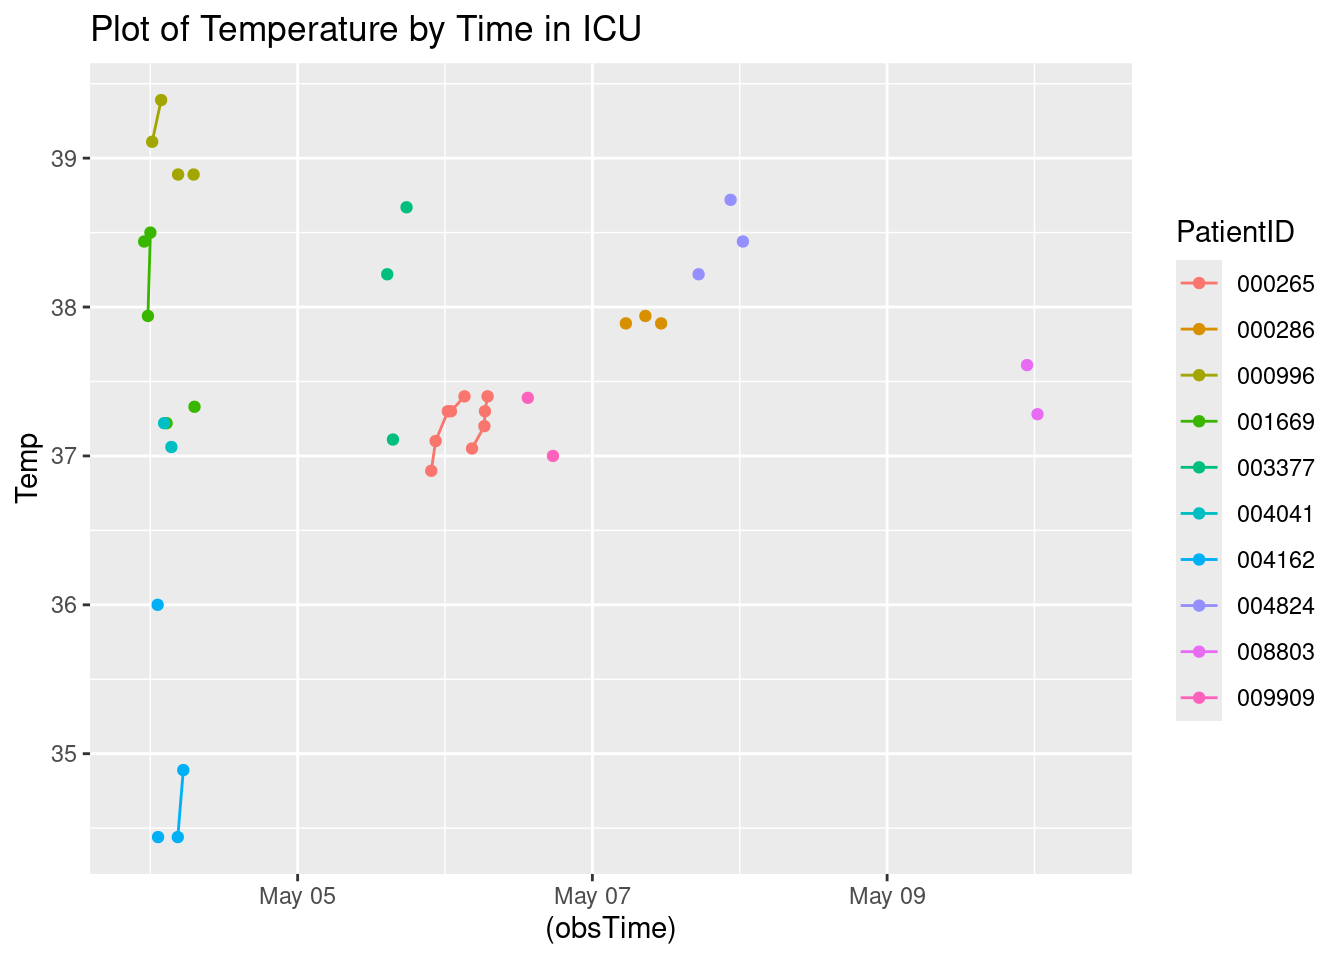 Plot of Temperature by Time in ICU
39
38
37
36
35
Temp
May 05
May 07
May 09
(obsTime)
PatientID
000265
000286
000996
001669
003377
004041
004162
004824
008803
009909